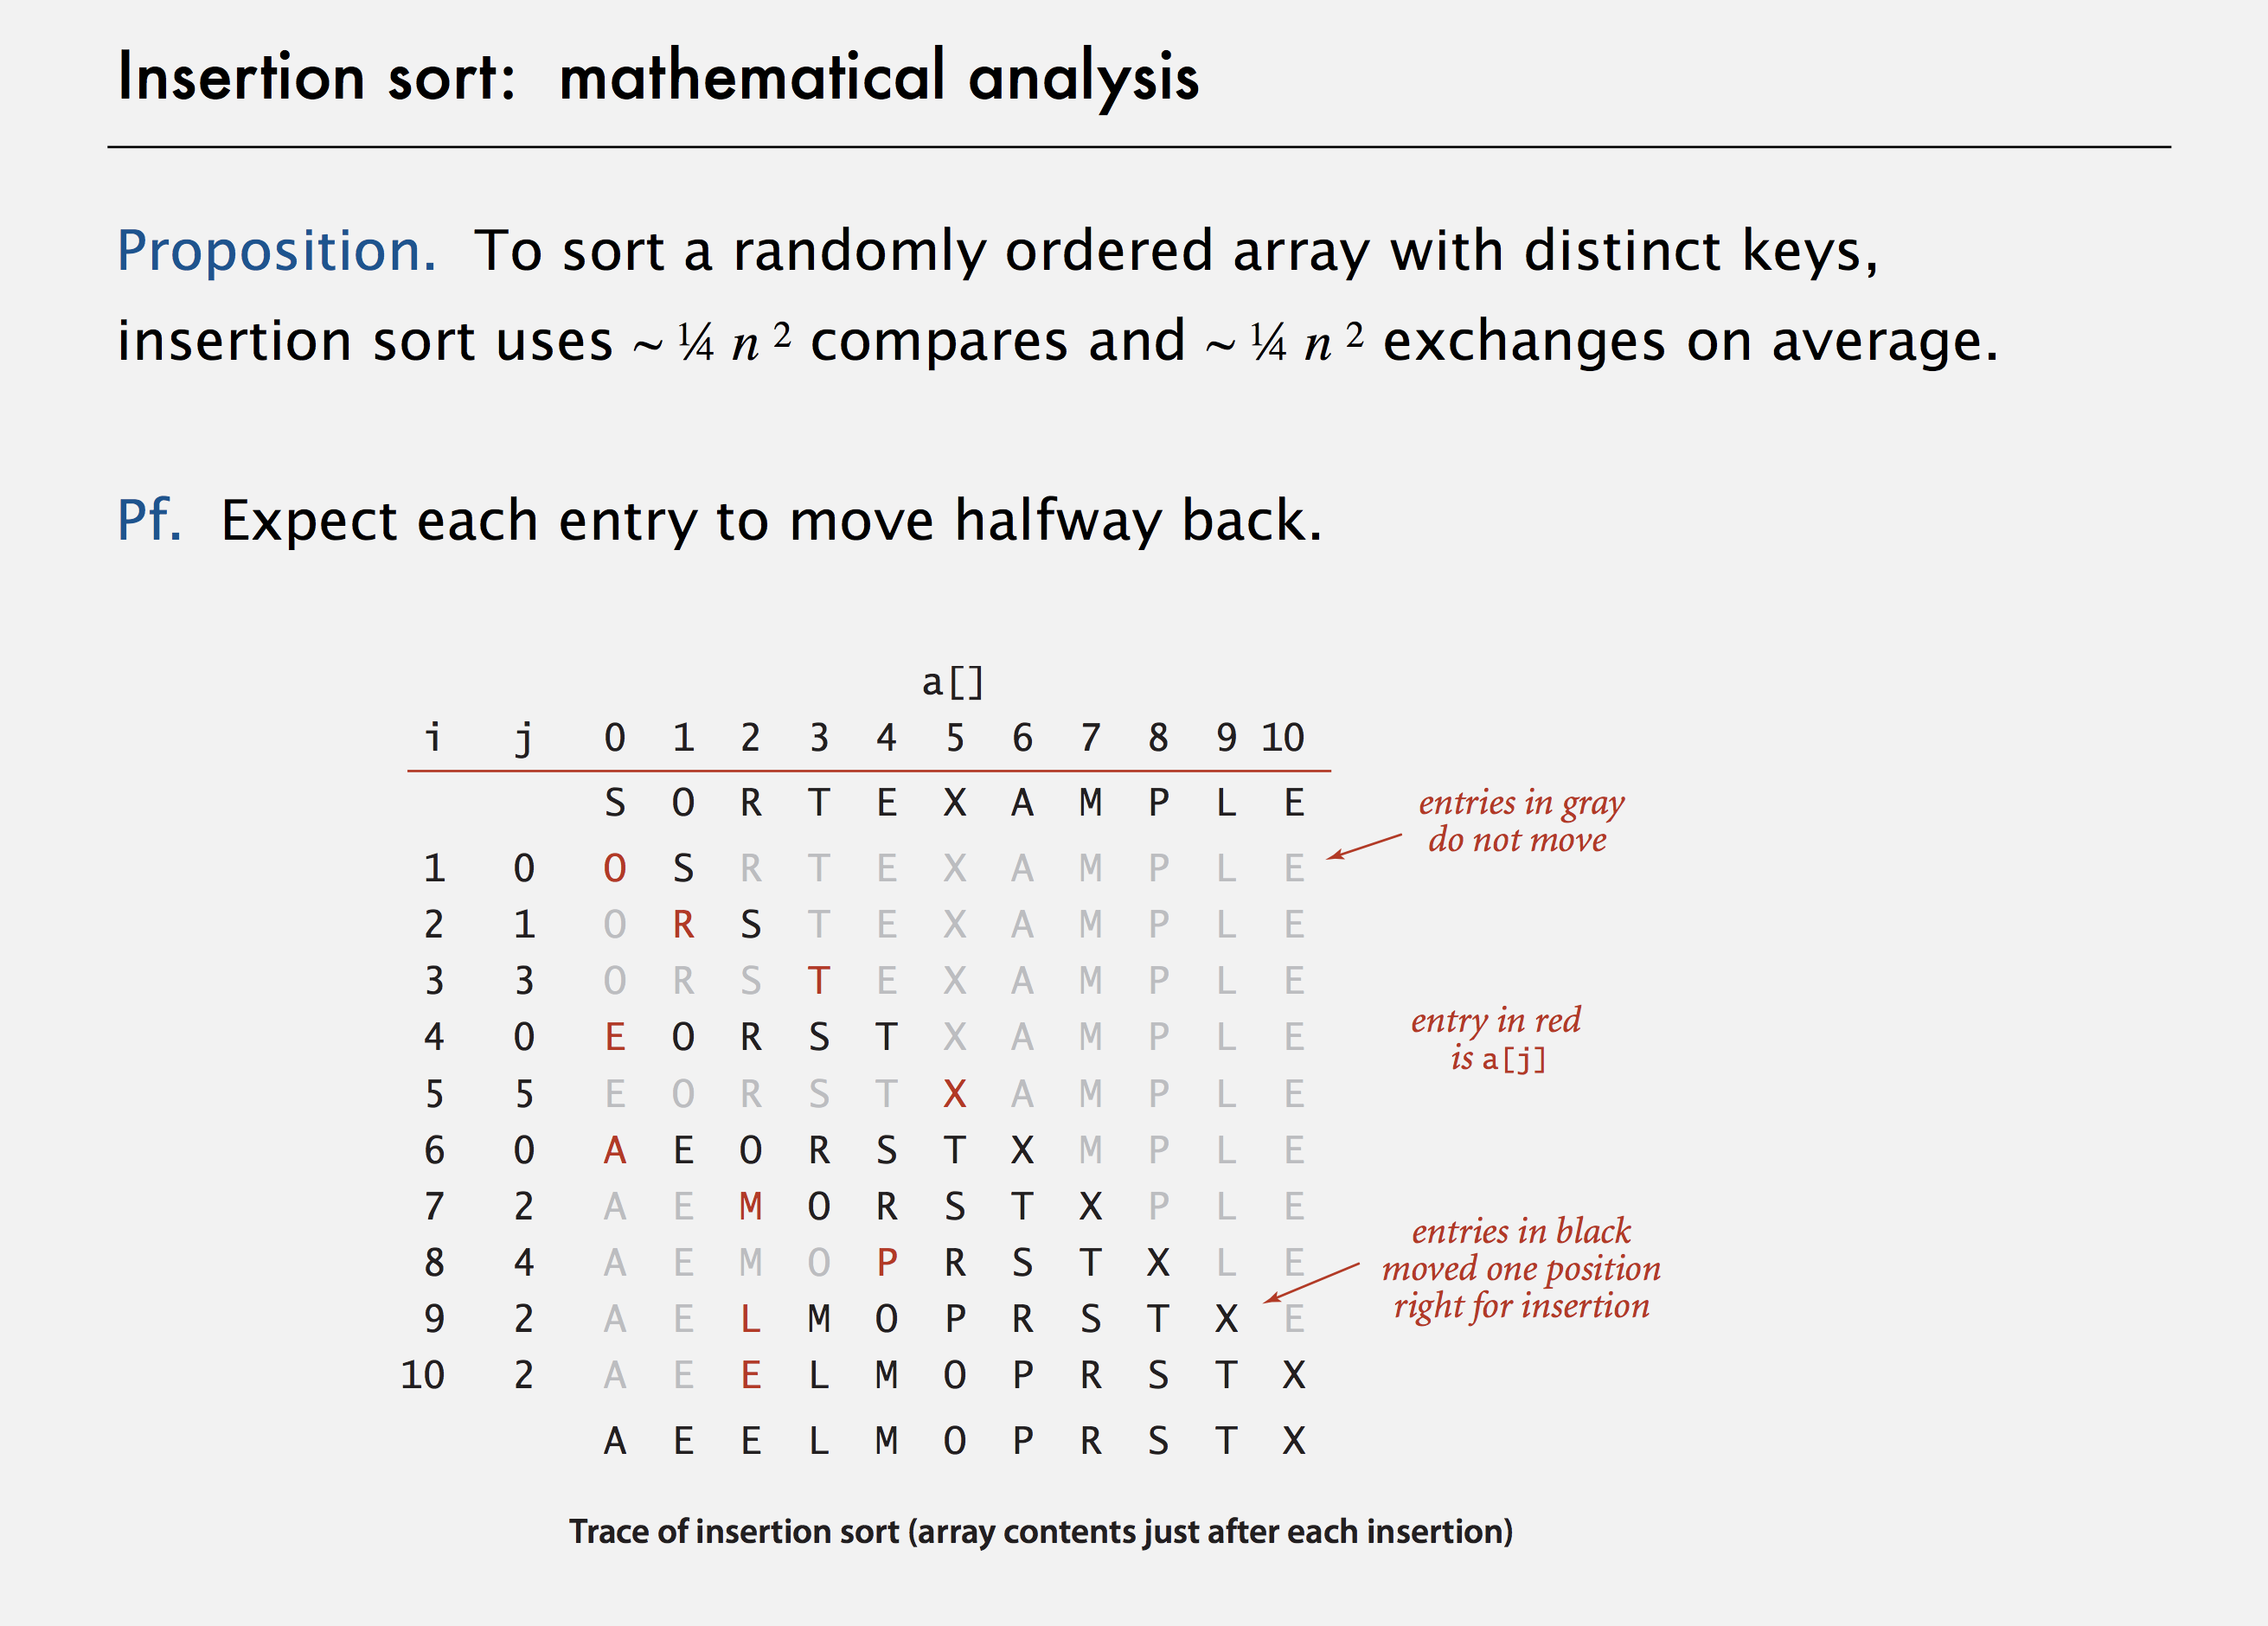 Insertion sort: mathematical analysis
Proposition. To sort a randomly ordered array with distinct keys,
insertion sort uses ~ ¼ n ² compares and ~ ¼ n ² exchanges on average.
Pf. Expect each entry to move halfway back.
a[]
i j 0 1 2 3 4 5 6 7 8 9 10
S O R T E X A M P L E
1 0 O S R T E X A M P L E
2 1 O R S T E X A M P L E
3 3 O R S T E X A M P L E
4 0 E O R S T X A M P L E
5 5 E O R S T X A M P L E
6 0 A E O R S T X M P L E
7 2 A E M O R S T X P L E
8 4 A E M O P R S T X L E
9 2 A E L M O P R S T X E
10 2 A E E L M O P R S T X
A E E L M O P R S T X
entries in gray
do not move
entry in red
is a[j]
entries in black
moved one position
right for insertion
Trace of insertion sort (array contents just after each insertion)